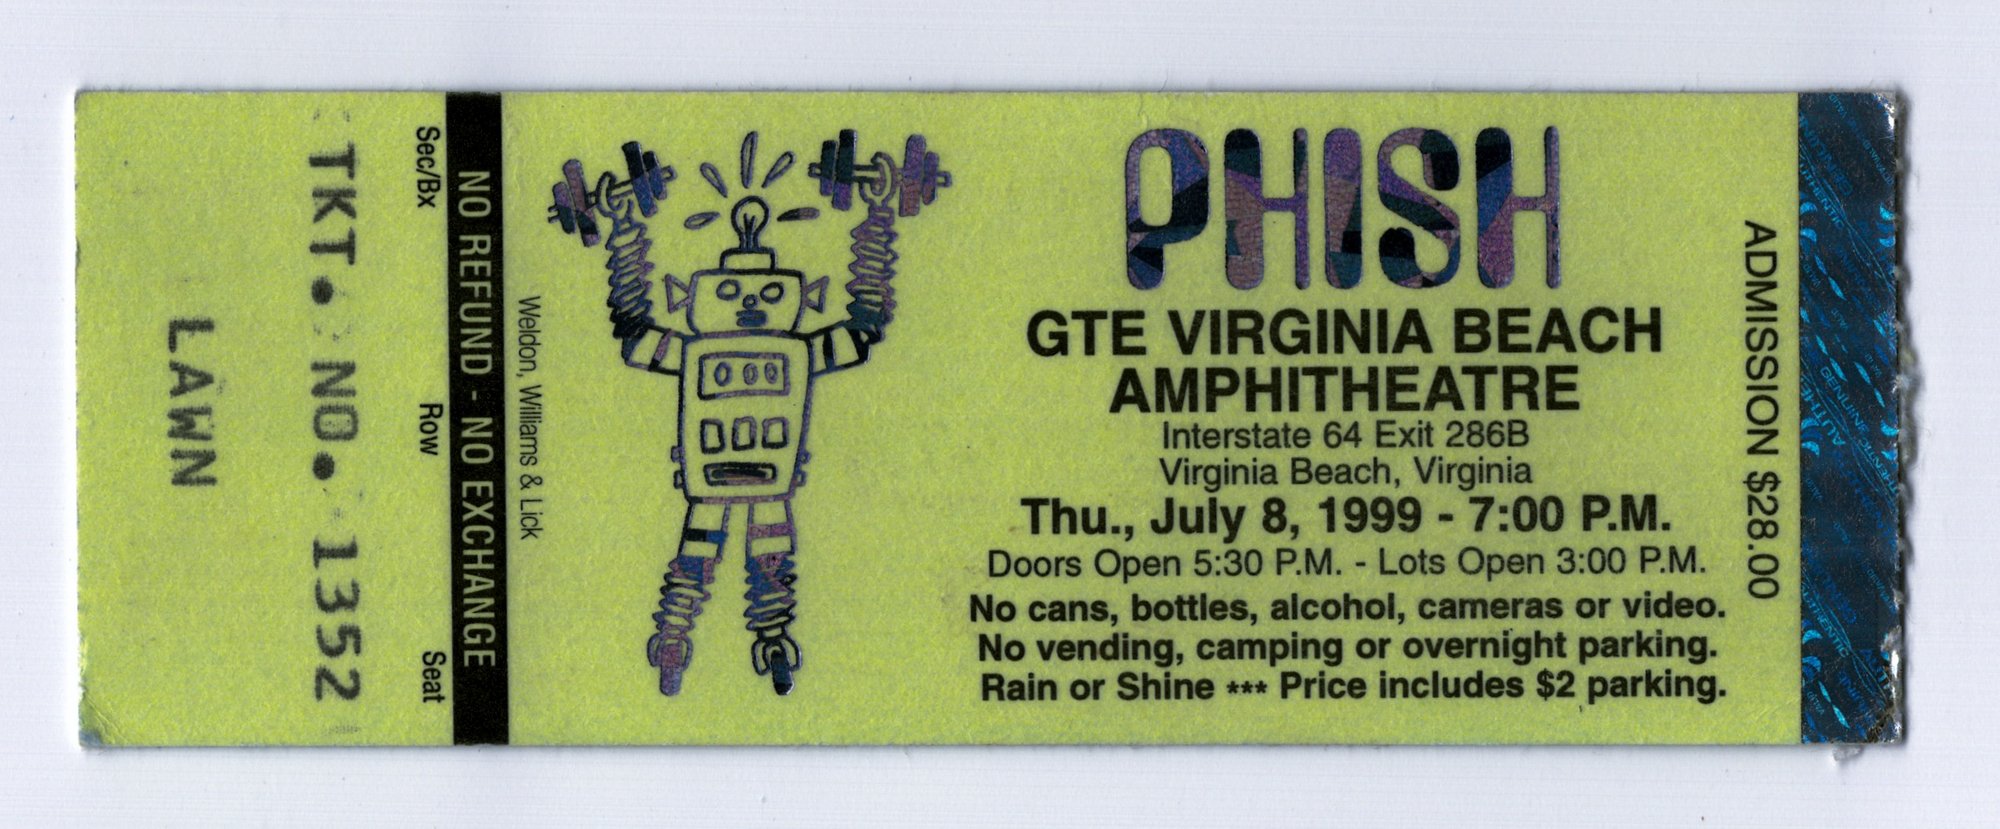 TKT. NO. 1352
LAWN
Sec/Bx Row Seat
NO REFUND - NO EXCHANGE
Weldon, Williams & Lick
PHISH
GTE VIRGINIA BEACH
AMPHITHEATRE
Interstate 64 Exit 286B
Virginia Beach, Virginia
Thu., July 8, 1999 - 7:00 P.M.
Doors Open 5:30 P.M. - Lots Open 3:00 P.M.
No cans, bottles, alcohol, cameras or video.
No vending, camping or overnight parking.
Rain or Shine *** Price includes $2 parking.
ADMISSION $28.00
GENUINE
AUTHENTIC